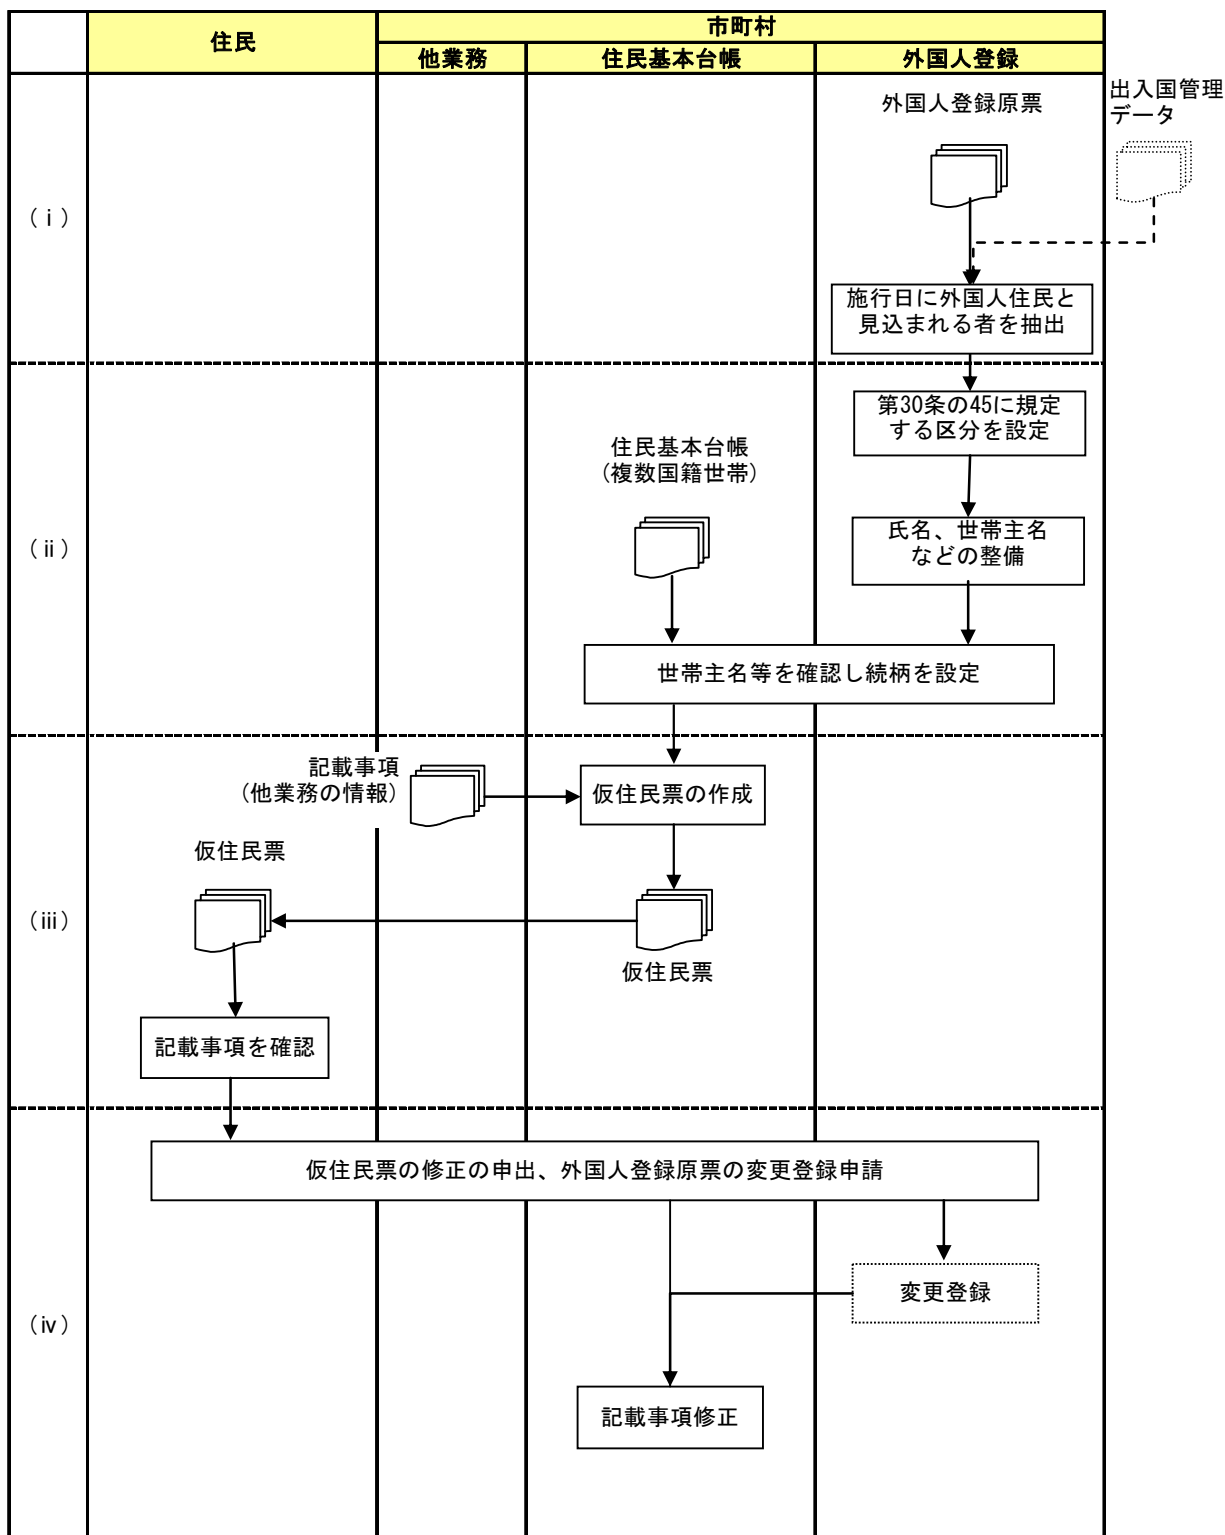 住民
市町村
他業務
住民基本台帳
外国人登録
出入国管理
データ
外国人登録原票
（ⅰ）
施行日に外国人住民と
見込まれる者を抽出
第30条の45に規定
する区分を設定
住民基本台帳
（複数国籍世帯）
（ⅱ）
氏名、世帯主名
などの整備
世帯主名等を確認し続柄を設定
記載事項
（他業務の情報）
仮住民票の作成
仮住民票
（ⅲ）
仮住民票
記載事項を確認
仮住民票の修正の申出、外国人登録原票の変更登録申請
変更登録
（ⅳ）
記載事項修正